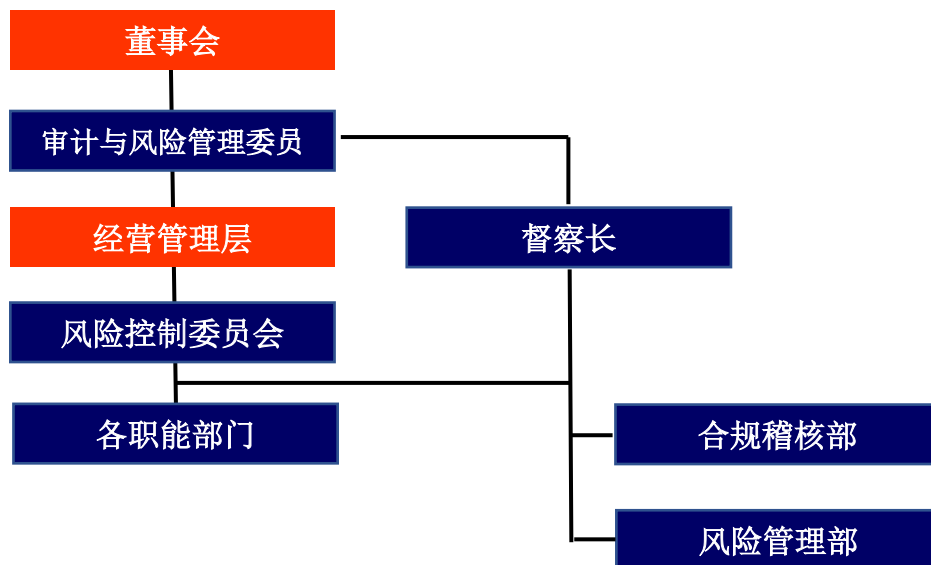 董事会
审计与风险管理委员
经营管理层
督察长
风险控制委员会
各职能部门
合规稽核部
风险管理部